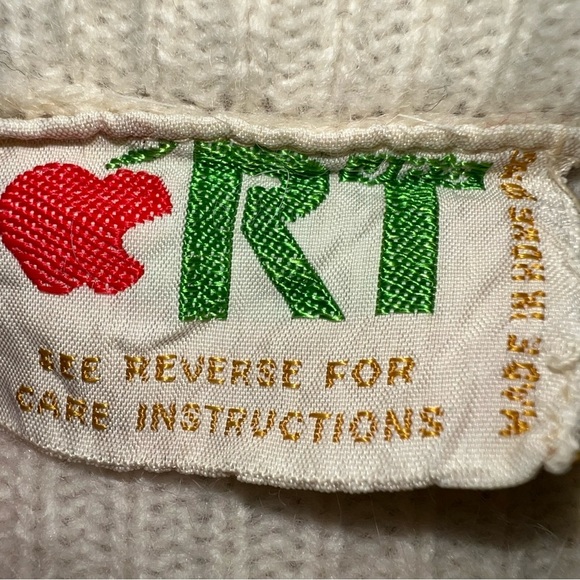 RT
SEE REVERSE FOR
CARE INSTRUCTIONS
MADE IN HONG KONG